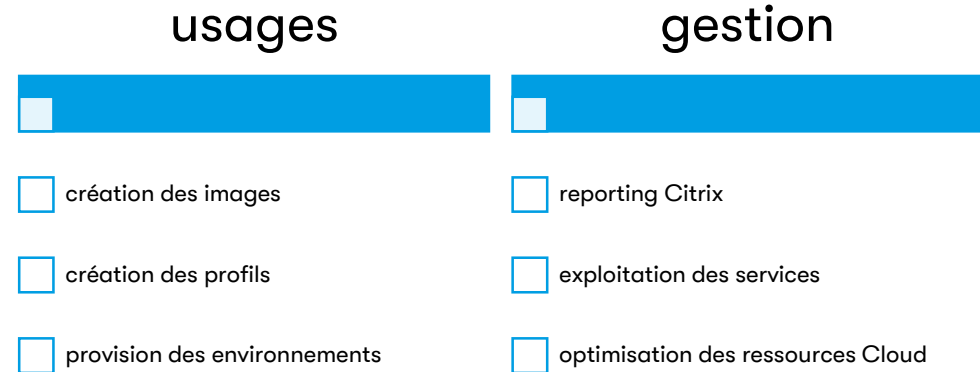 usages
création des images
création des profils
provision des environnements
gestion
reporting Citrix
exploitation des services
optimisation des ressources Cloud